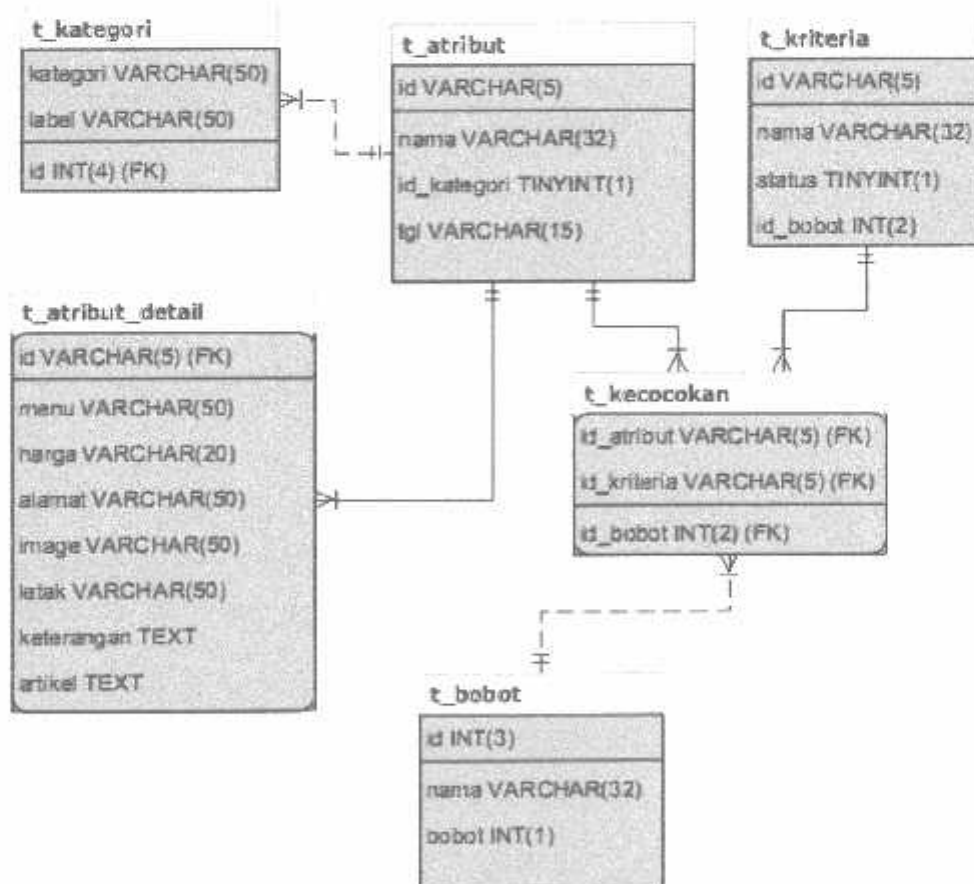 t_kategori
kategori VARCHAR(50)
label VARCHAR(50)
id INT(4) (FK)
t_atribut
id VARCHAR(5)
nama VARCHAR(32)
id_kategori TINYINT(1)
tgl VARCHAR(15)
t_kriteria
id VARCHAR(5)
nama VARCHAR(32)
status TINYINT(1)
id_bobot INT(2)
t_atribut_detail
id VARCHAR(5) (FK)
menu VARCHAR(50)
harga VARCHAR(20)
alamat VARCHAR(50)
image VARCHAR(50)
letak VARCHAR(50)
keterangan TEXT
artikel TEXT
t_kecocokan
id_atribut VARCHAR(5) (FK)
id_kriteria VARCHAR(5) (FK)
id_bobot INT(2) (FK)
t_bobot
id INT(3)
nama VARCHAR(32)
bobot INT(1)